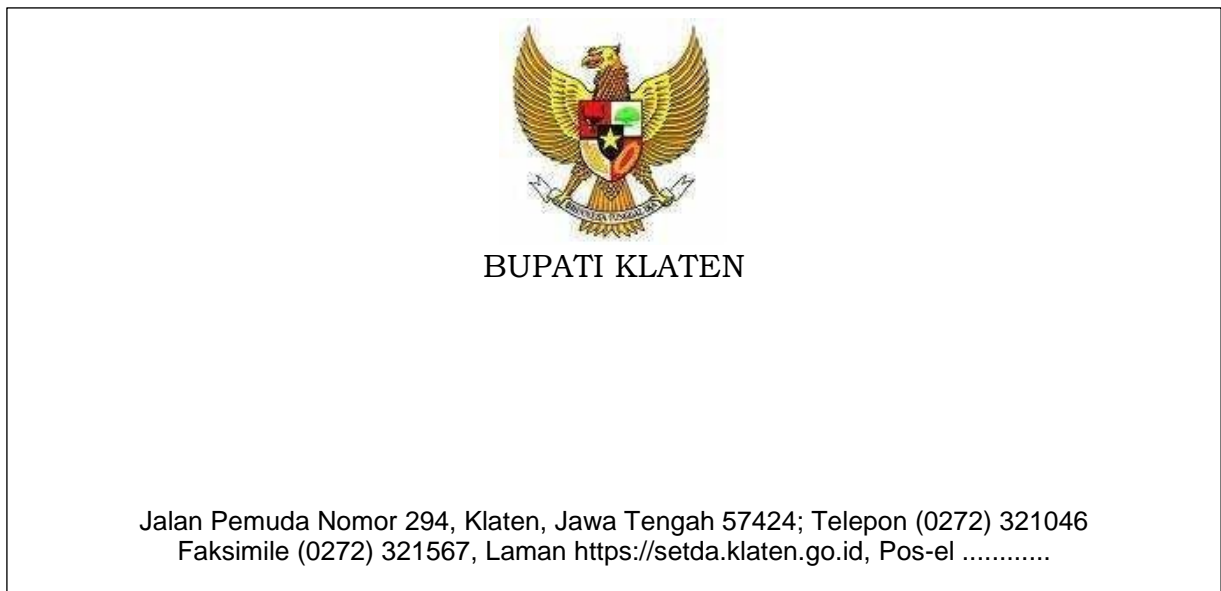 BUPATI KLATEN
Jalan Pemuda Nomor 294, Klaten, Jawa Tengah 57424; Telepon (0272) 321046
Faksimile (0272) 321567, Laman https://setda.klaten.go.id, Pos-el ............